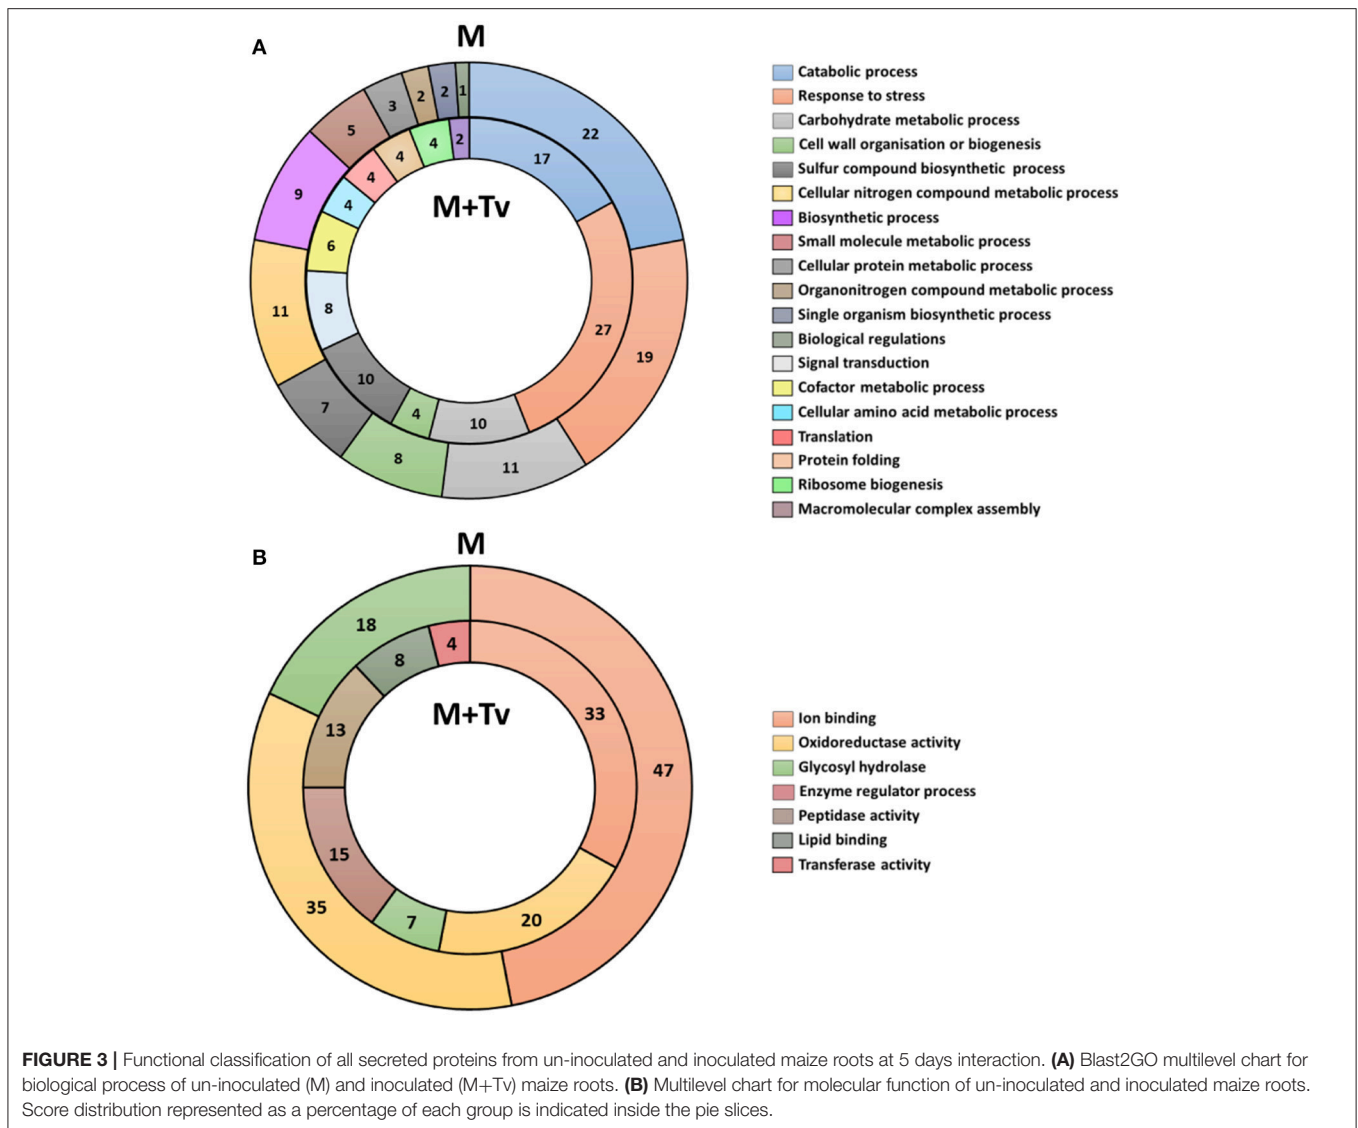 A
M
M+Tv
22
19
11
8
7
11
9
5
3
2
2
1
17
27
10
4
10
8
6
4
4
4
4
2
Catabolic process
Response to stress
Carbohydrate metabolic process
Cell wall organisation or biogenesis
Sulfur compound biosynthetic process
Cellular nitrogen compound metabolic process
Biosynthetic process
Small molecule metabolic process
Cellular protein metabolic process
Organonitrogen compound metabolic process
Single organism biosynthetic process
Biological regulations
Signal transduction
Cofactor metabolic process
Cellular amino acid metabolic process
Translation
Protein folding
Ribosome biogenesis
Macromolecular complex assembly
B
M
M+Tv
47
35
18
33
20
7
15
13
8
4
Ion binding
Oxidoreductase activity
Glycosyl hydrolase
Enzyme regulator process
Peptidase activity
Lipid binding
Transferase activity
FIGURE 3 | Functional classification of all secreted proteins from un-inoculated and inoculated maize roots at 5 days interaction. (A) Blast2GO multilevel chart for
biological process of un-inoculated (M) and inoculated (M+Tv) maize roots. (B) Multilevel chart for molecular function of un-inoculated and inoculated maize roots.
Score distribution represented as a percentage of each group is indicated inside the pie slices.